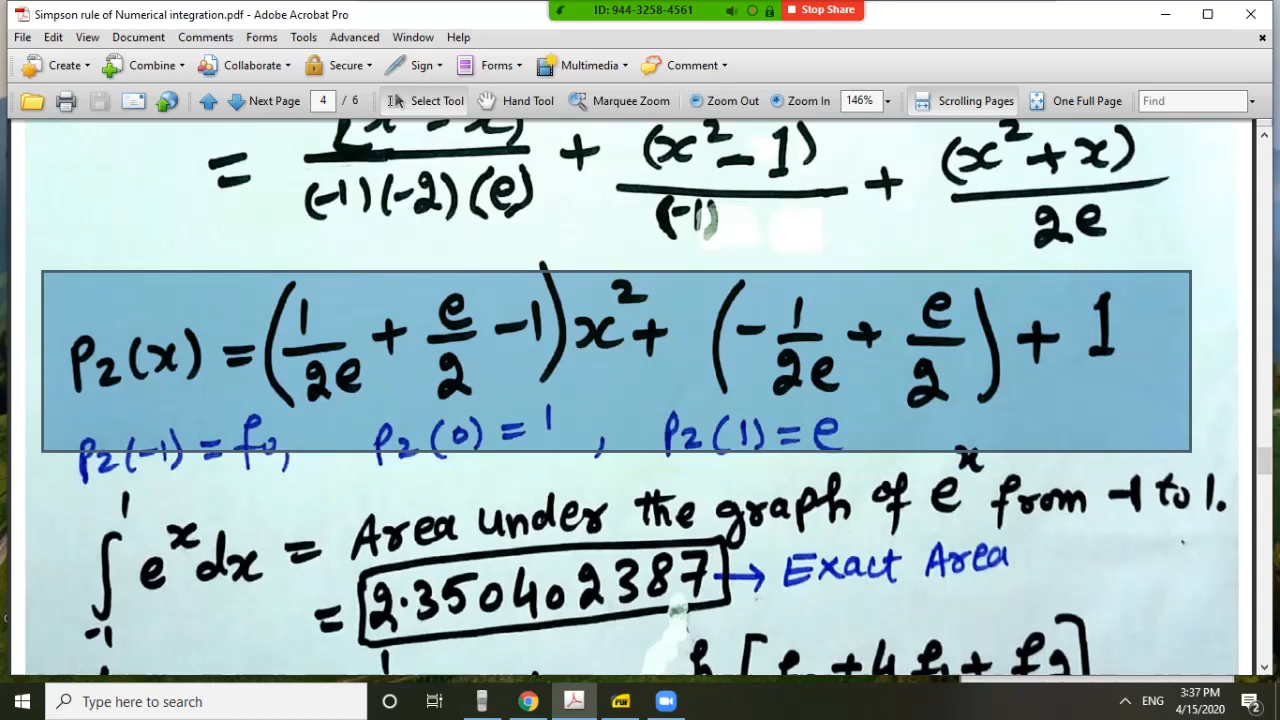 Simpson rule of Numerical integration.pdf - Adobe Acrobat Pro
ID: 944-3258-4561 Stop Share
File Edit View Document Comments Forms Tools Advanced Window Help
Create Combine Collaborate Secure Sign Forms Multimedia Comment
Next Page 4 / 6 Select Tool Hand Tool Marquee Zoom Zoom Out Zoom In 146% Scrolling Pages One Full Page Find
= / (-1)(-2)(e) + (x² - 1) / (-1) + (x² + x) / 2e
P₂(x) = (1/2e + e/2 - 1) x² + (- 1/2e + e/2) + 1
P₂(-1) = f₀, P₂(0) = 1, P₂(1) = e
∫₋₁¹ eˣ dx = Area under the graph of eˣ from -1 to 1.
= 2.350402387 → Exact Area
+ 4f₁ + f₂]
Type here to search
ENG 3:37 PM
4/15/2020 2